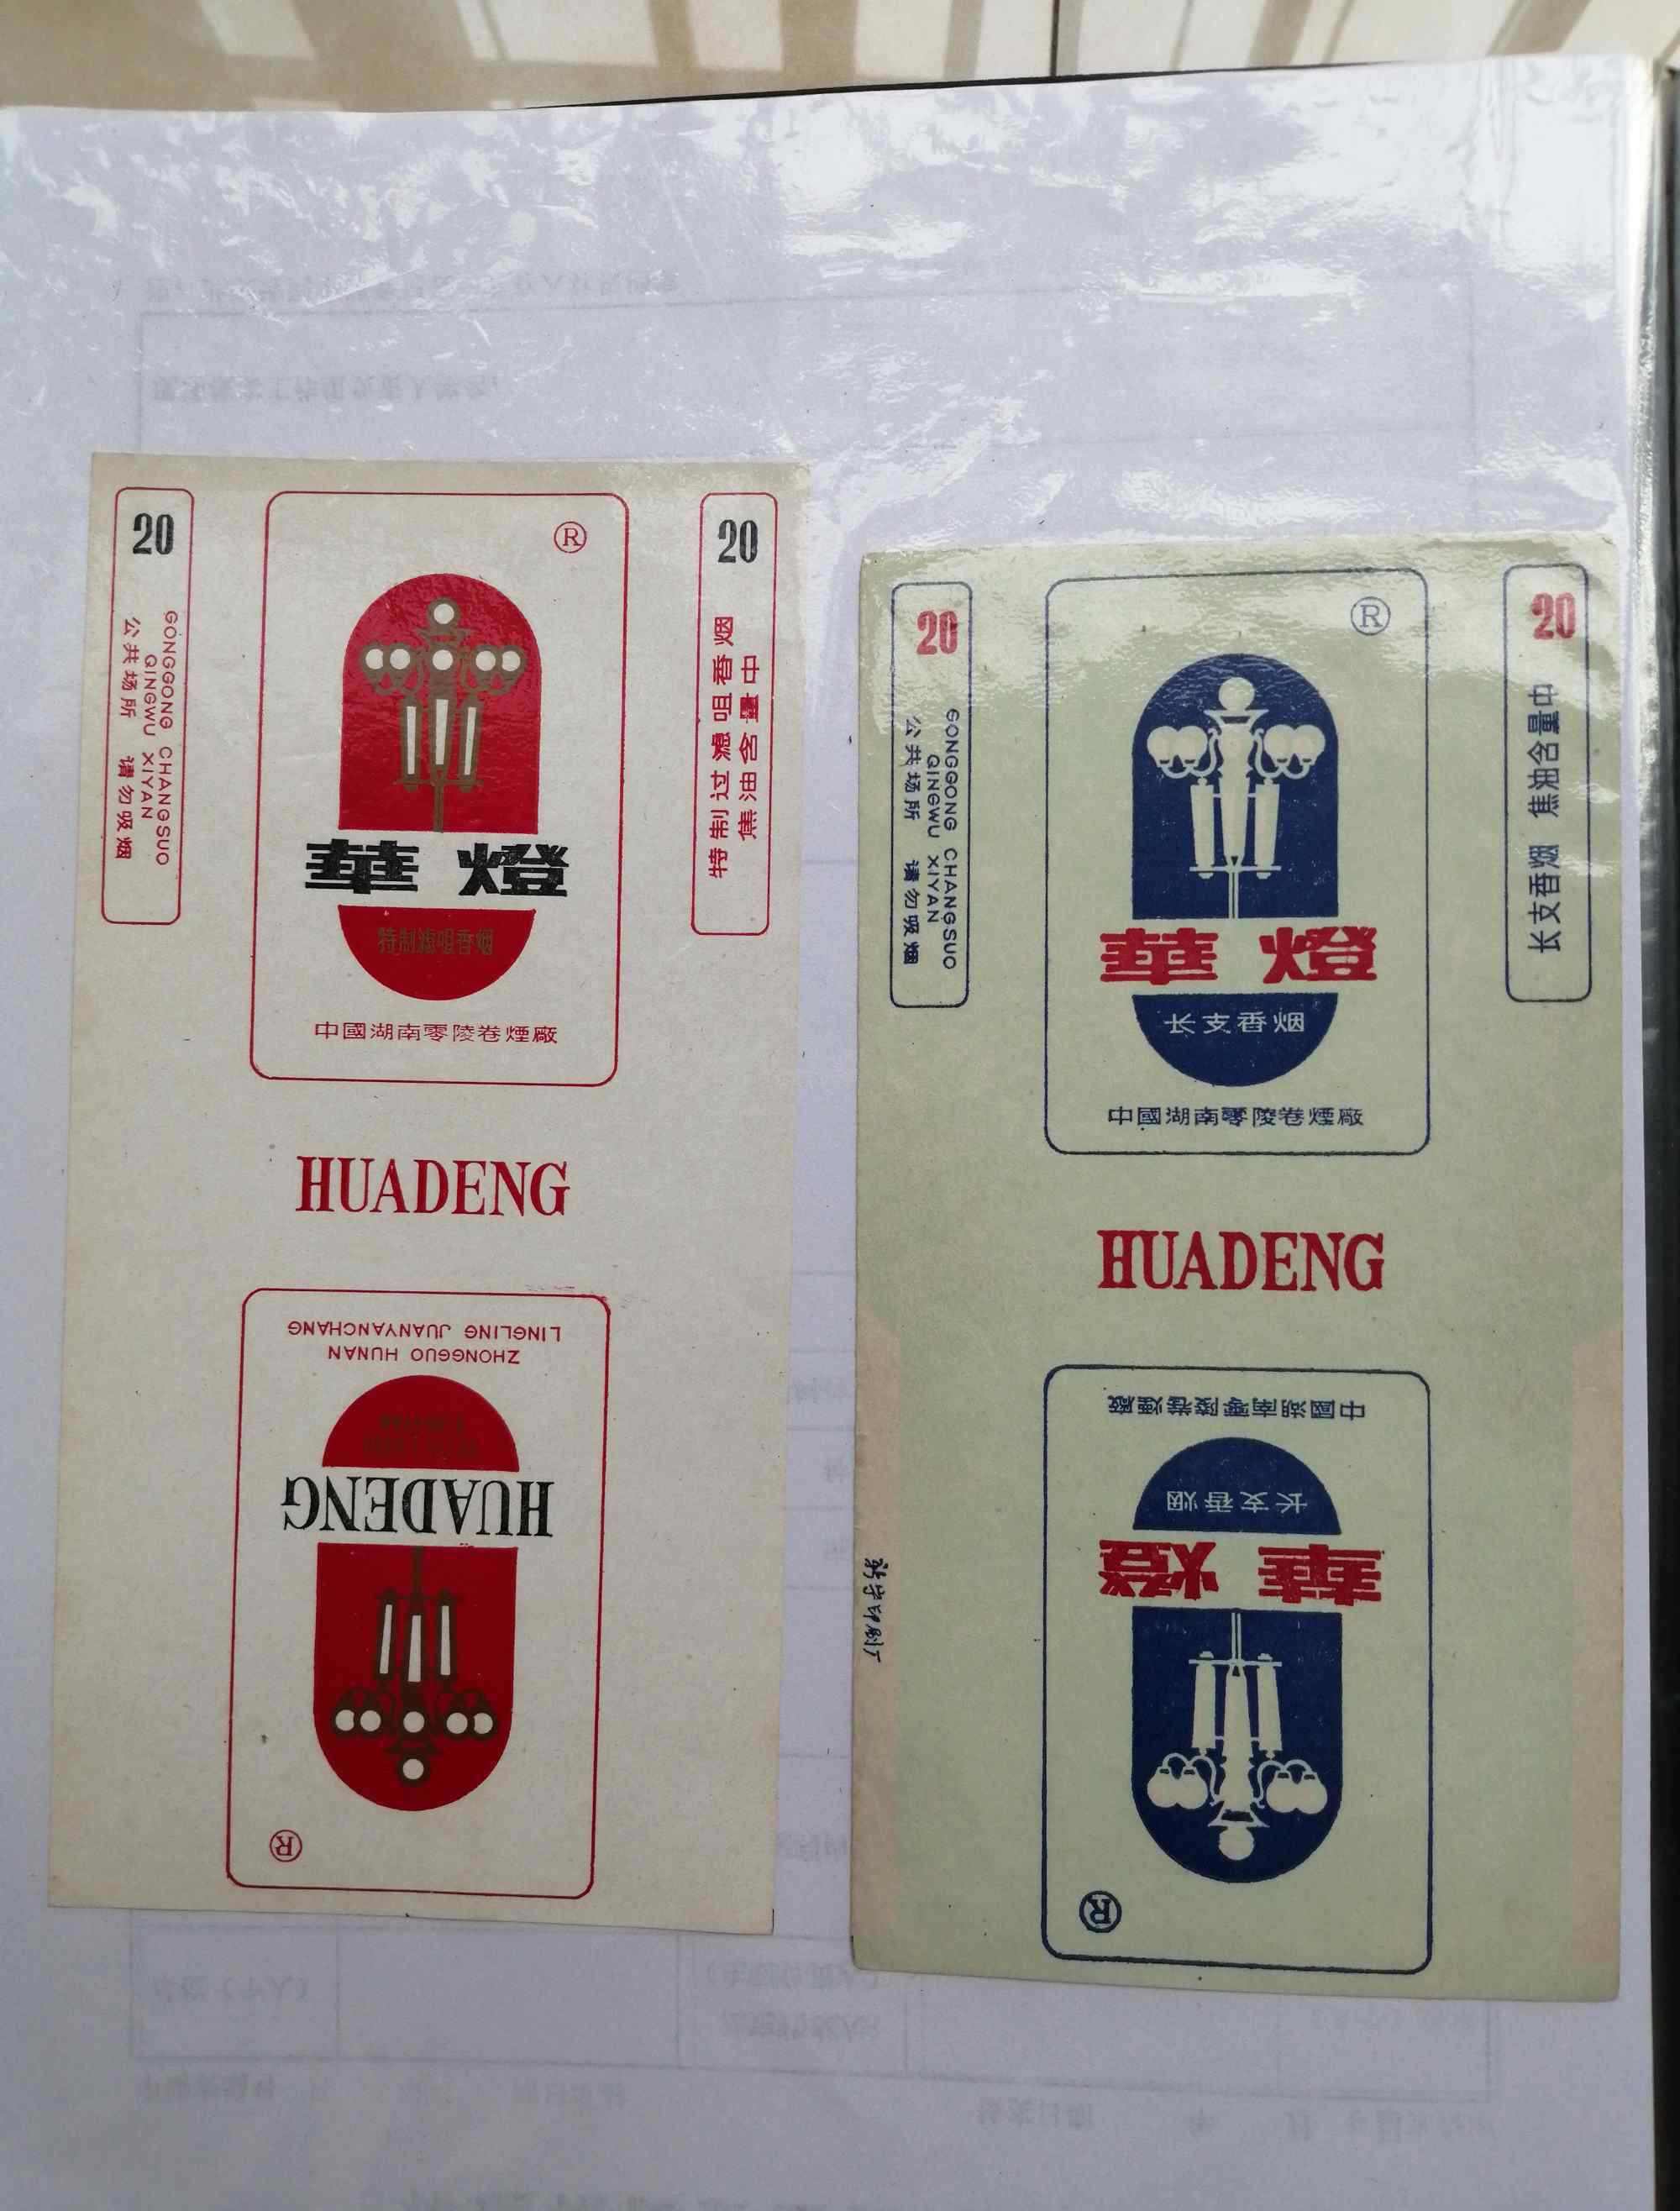 20
GONGGONG CHANGSUO
QINGWU XIYAN
公共场所 请勿吸烟
®
華燈
特制滤咀香烟
中國湖南零陵卷煙廠
20
特制过滤咀香烟
焦油含量中
HUADENG
ZHONGGUO HUNAN
LINGLING JUANYANCHANG
HUADENG
®
20
GONGGONG CHANGSUO
QINGWU XIYAN
公共场所 请勿吸烟
®
華燈
长支香烟
中國湖南零陵卷煙廠
20
长支香烟 焦油含量中
HUADENG
中國湖南零陵卷煙廠
长支香烟
華燈
®